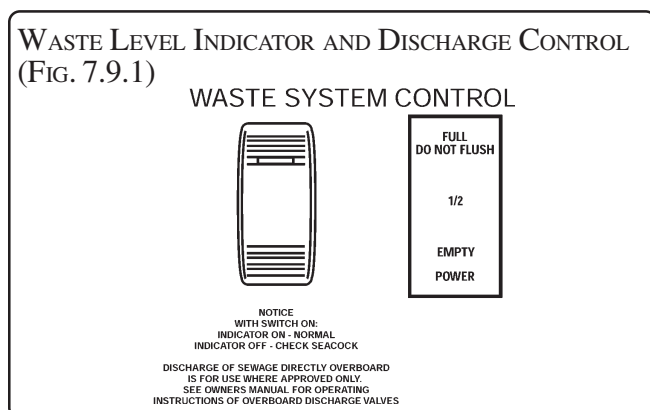 WASTE LEVEL INDICATOR AND DISCHARGE CONTROL
(FIG. 7.9.1)
WASTE SYSTEM CONTROL
FULL
DO NOT FLUSH
1/2
EMPTY
POWER
NOTICE
WITH SWITCH ON:
INDICATOR ON - NORMAL
INDICATOR OFF - CHECK SEACOCK
DISCHARGE OF SEWAGE DIRECTLY OVERBOARD
IS FOR USE WHERE APPROVED ONLY.
SEE OWNERS MANUAL FOR OPERATING
INSTRUCTIONS OF OVERBOARD DISCHARGE VALVES